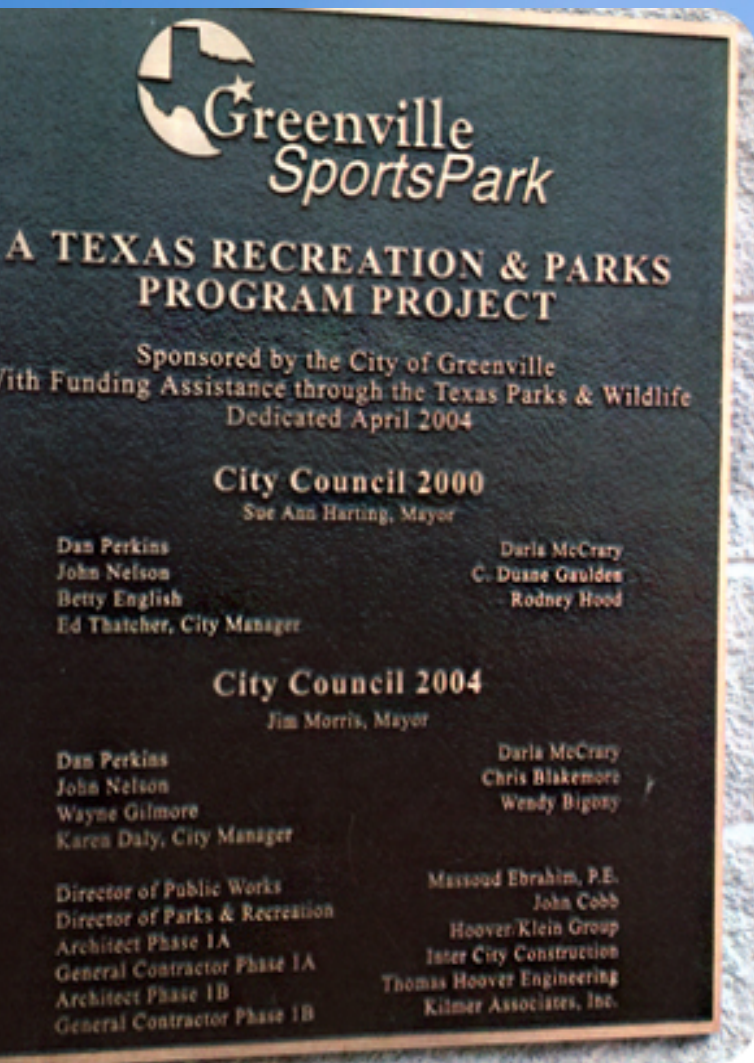 Greenville
SportsPark
A TEXAS RECREATION & PARKS
PROGRAM PROJECT
Sponsored by the City of Greenville
With Funding Assistance through the Texas Parks & Wildlife
Dedicated April 2004
City Council 2000
Sue Ann Harting, Mayor
Dan Perkins Darla McCrary
John Nelson C. Duane Gaulden
Betty English Rodney Hood
Ed Thatcher, City Manager
City Council 2004
Jim Morris, Mayor
Dan Perkins Darla McCrary
John Nelson Chris Blakemore
Wayne Gilmore Wendy Bigony
Karen Daly, City Manager
Director of Public Works Massoud Ebrahim, P.E.
Director of Parks & Recreation John Cobb
Architect Phase 1A Hoover/Klein Group
General Contractor Phase 1A Inter City Construction
Architect Phase 1B Thomas Hoover Engineering
General Contractor Phase 1B Kilmer Associates, Inc.